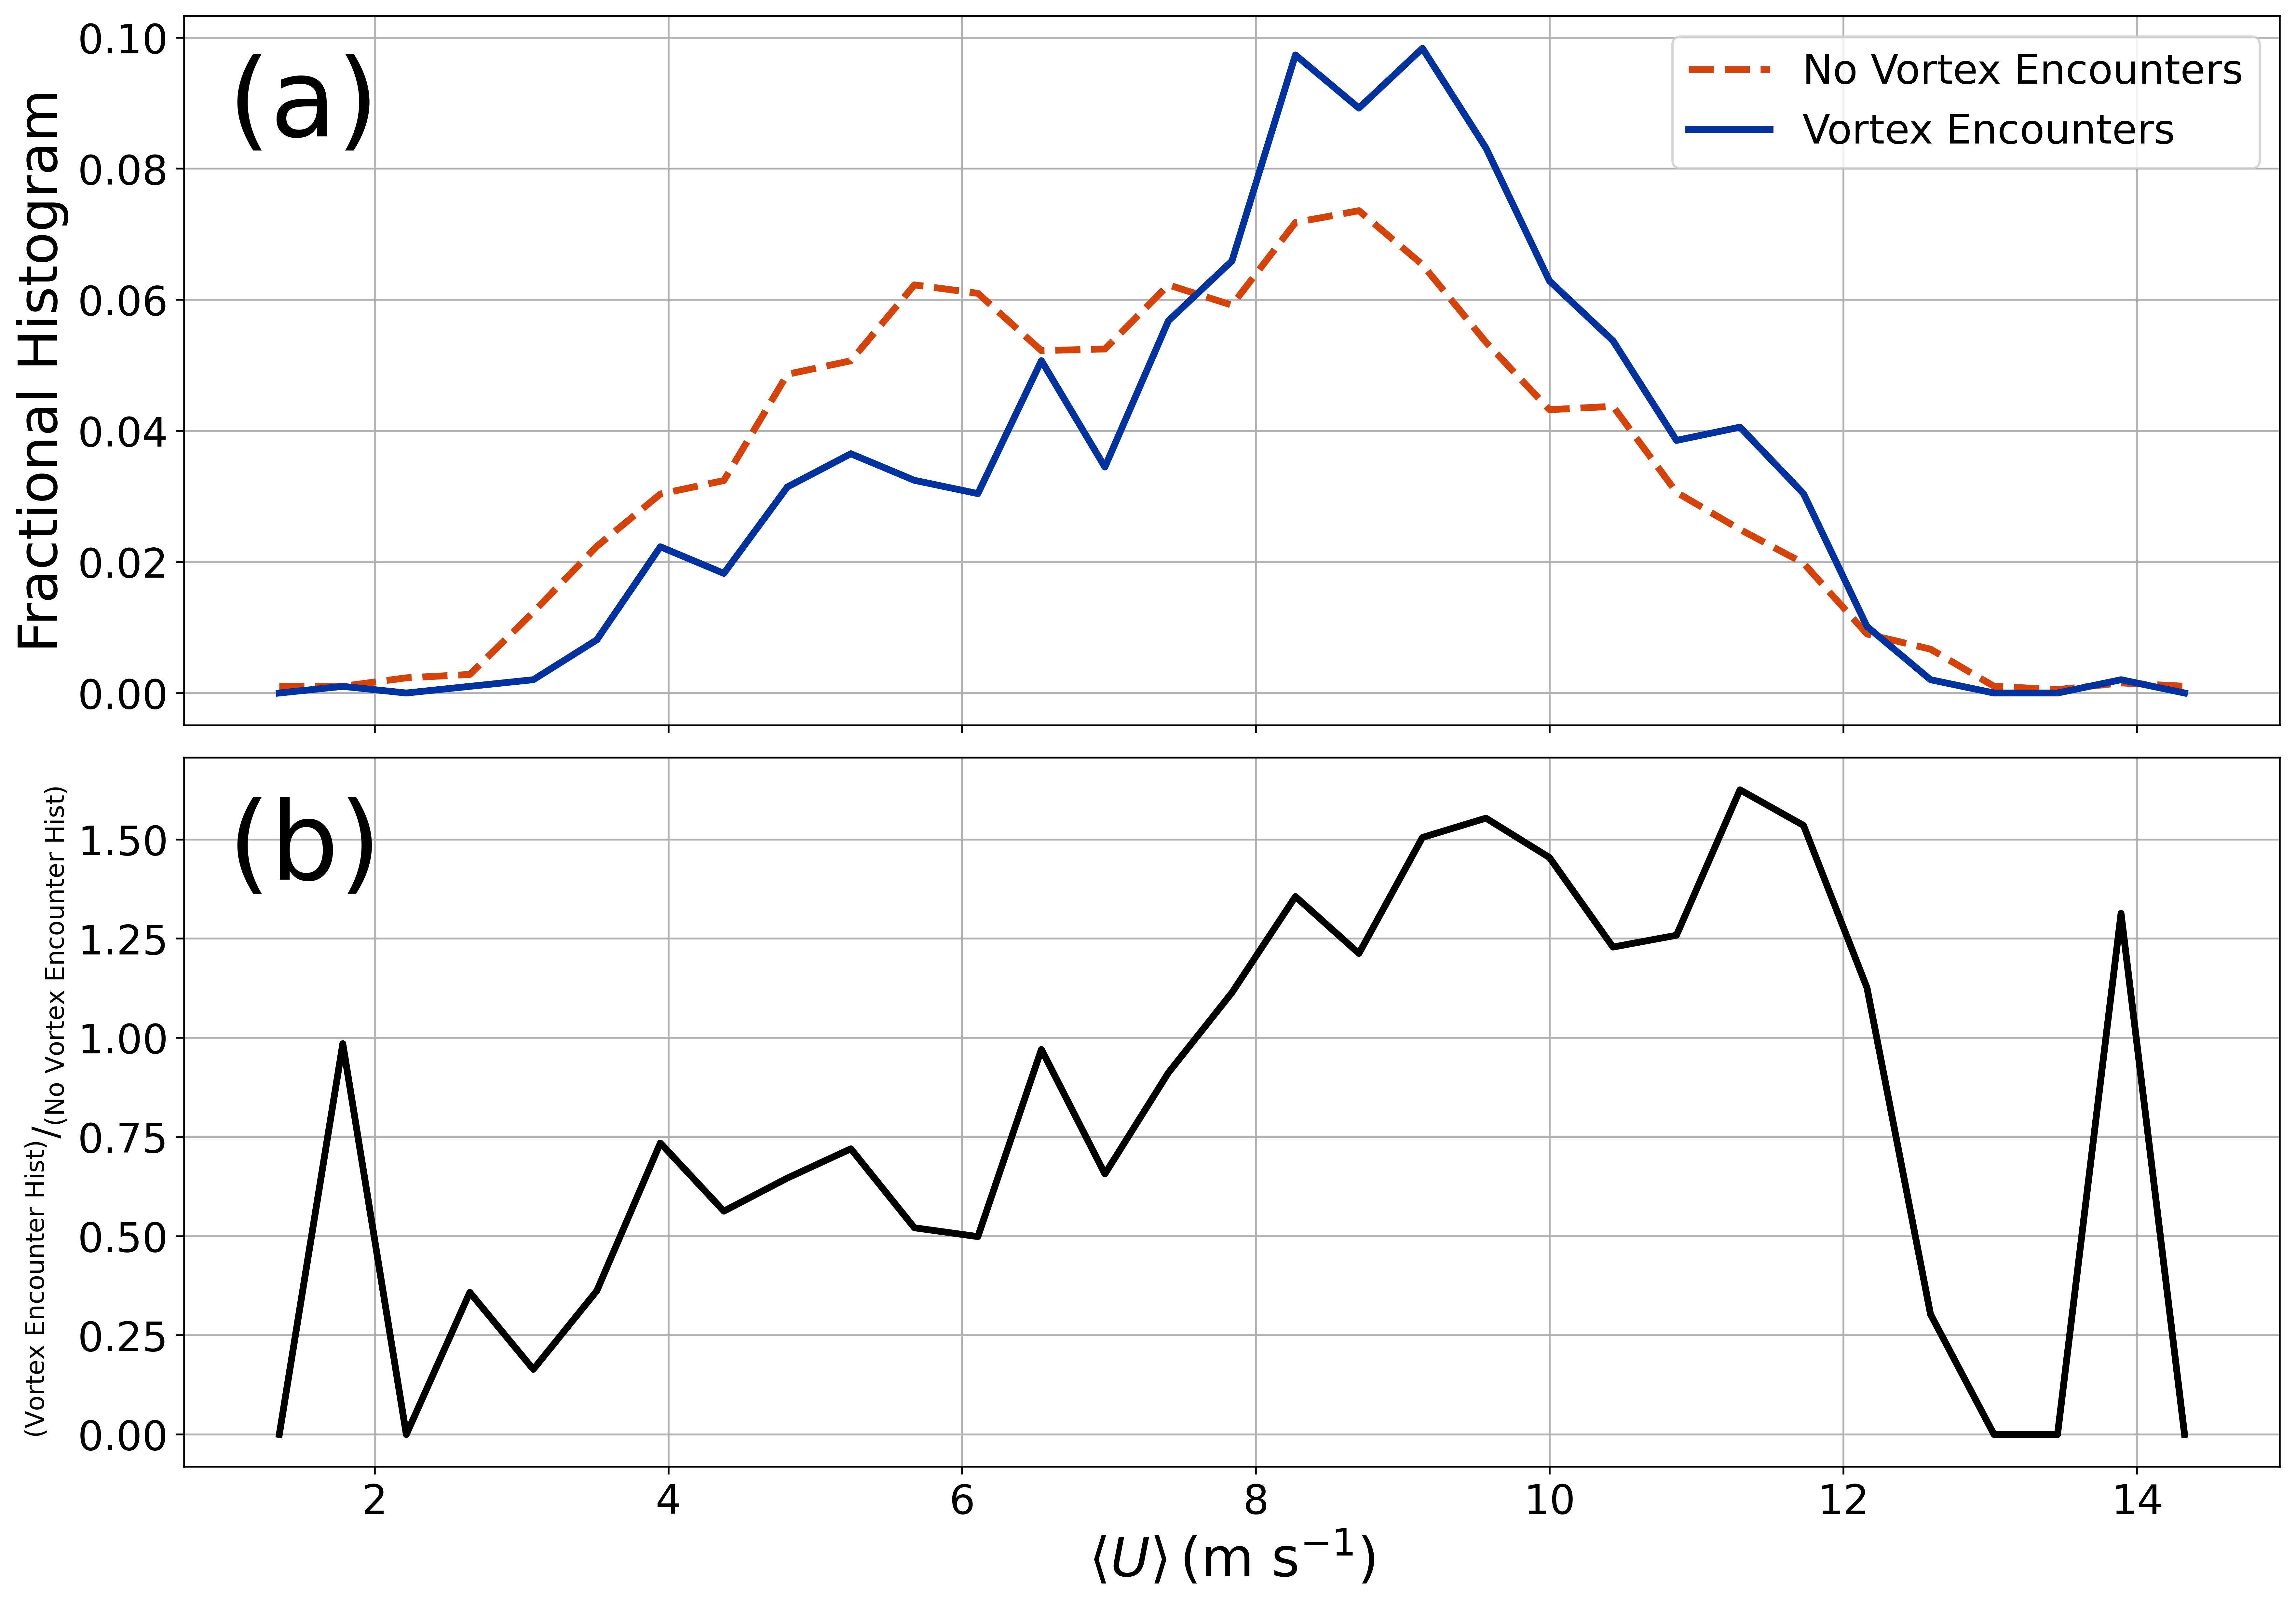 (a)
Fractional Histogram
0.10
0.08
0.06
0.04
0.02
0.00
No Vortex Encounters
Vortex Encounters
(b)
(Vortex Encounter Hist)/(No Vortex Encounter Hist)
1.50
1.25
1.00
0.75
0.50
0.25
0.00
2 4 6 8 10 12 14
⟨U⟩ (m s⁻¹)